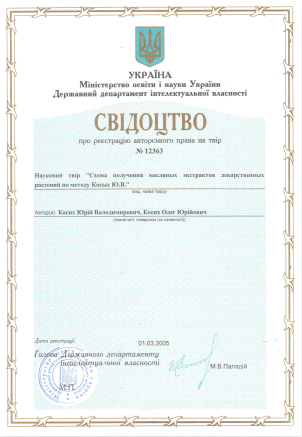 УКРАЇНА
Міністерство освіти і науки України
Державний департамент інтелектуальної власності
СВІДОЦТВО
про реєстрацію авторського права на твір
№ 12363
Науковий твір "Схема получения масляных экстрактов лекарственных
растений по методу Косых Ю.В."
(вид, назва твору)
Автор(и) Косих Юрій Володимирович, Косих Олег Юрійович
(повне ім'я, псевдонім (за наявності))
Дата реєстрації 01.03.2005
Голова Державного департаменту
інтелектуальної власності М.В.Паладій
М.П.